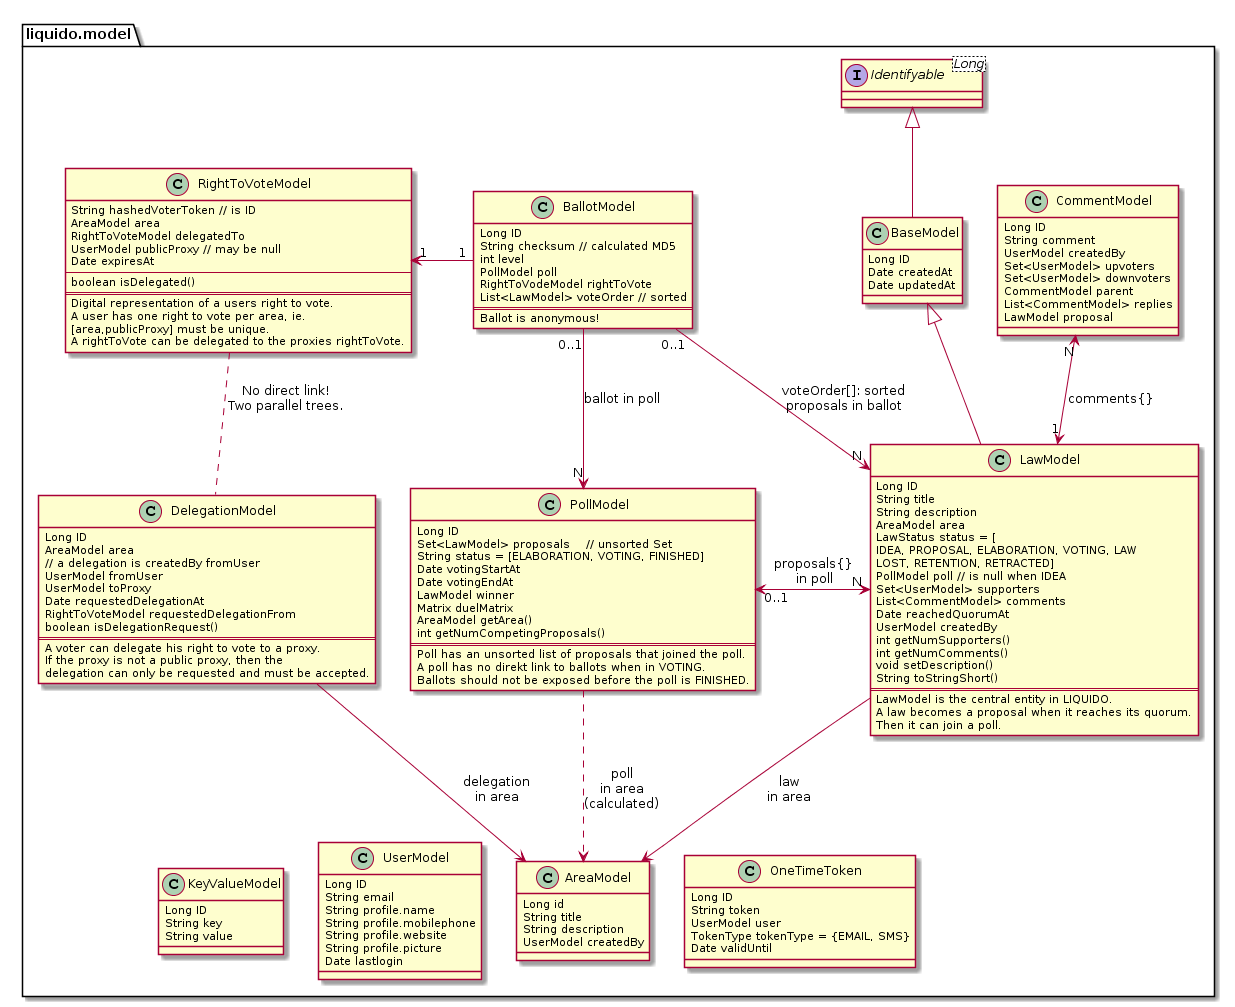 liquido.model
I Identifyable
Long
C RightToVoteModel
String hashedVoterToken // is ID
AreaModel area
RightToVoteModel delegatedTo
UserModel publicProxy // may be null
Date expiresAt
boolean isDelegated()
Digital representation of a users right to vote.
A user has one right to vote per area, ie.
[area,publicProxy] must be unique.
A rightToVote can be delegated to the proxies rightToVote.
1
1
C BallotModel
Long ID
String checksum // calculated MD5
int level
PollModel poll
RightToVodeModel rightToVote
List<LawModel> voteOrder // sorted
Ballot is anonymous!
C BaseModel
Long ID
Date createdAt
Date updatedAt
C CommentModel
Long ID
String comment
UserModel createdBy
Set<UserModel> upvoters
Set<UserModel> downvoters
CommentModel parent
List<CommentModel> replies
LawModel proposal
No direct link!
Two parallel trees.
0..1
ballot in poll
N
0..1
voteOrder[]: sorted
proposals in ballot
N
N
comments{}
1
C DelegationModel
Long ID
AreaModel area
// a delegation is createdBy fromUser
UserModel fromUser
UserModel toProxy
Date requestedDelegationAt
RightToVoteModel requestedDelegationFrom
boolean isDelegationRequest()
A voter can delegate his right to vote to a proxy.
If the proxy is not a public proxy, then the
delegation can only be requested and must be accepted.
C PollModel
Long ID
Set<LawModel> proposals // unsorted Set
String status = [ELABORATION, VOTING, FINISHED]
Date votingStartAt
Date votingEndAt
LawModel winner
Matrix duelMatrix
AreaModel getArea()
int getNumCompetingProposals()
Poll has an unsorted list of proposals that joined the poll.
A poll has no direkt link to ballots when in VOTING.
Ballots should not be exposed before the poll is FINISHED.
proposals{}
in poll
0..1
N
C LawModel
Long ID
String title
String description
AreaModel area
LawStatus status = [
IDEA, PROPOSAL, ELABORATION, VOTING, LAW
LOST, RETENTION, RETRACTED]
PollModel poll // is null when IDEA
Set<UserModel> supporters
List<CommentModel> comments
Date reachedQuorumAt
UserModel createdBy
int getNumSupporters()
int getNumComments()
void setDescription()
String toStringShort()
LawModel is the central entity in LIQUIDO.
A law becomes a proposal when it reaches its quorum.
Then it can join a poll.
delegation
in area
poll
in area
(calculated)
law
in area
C KeyValueModel
Long ID
String key
String value
C UserModel
Long ID
String email
String profile.name
String profile.mobilephone
String profile.website
String profile.picture
Date lastlogin
C AreaModel
Long id
String title
String description
UserModel createdBy
C OneTimeToken
Long ID
String token
UserModel user
TokenType tokenType = {EMAIL, SMS}
Date validUntil